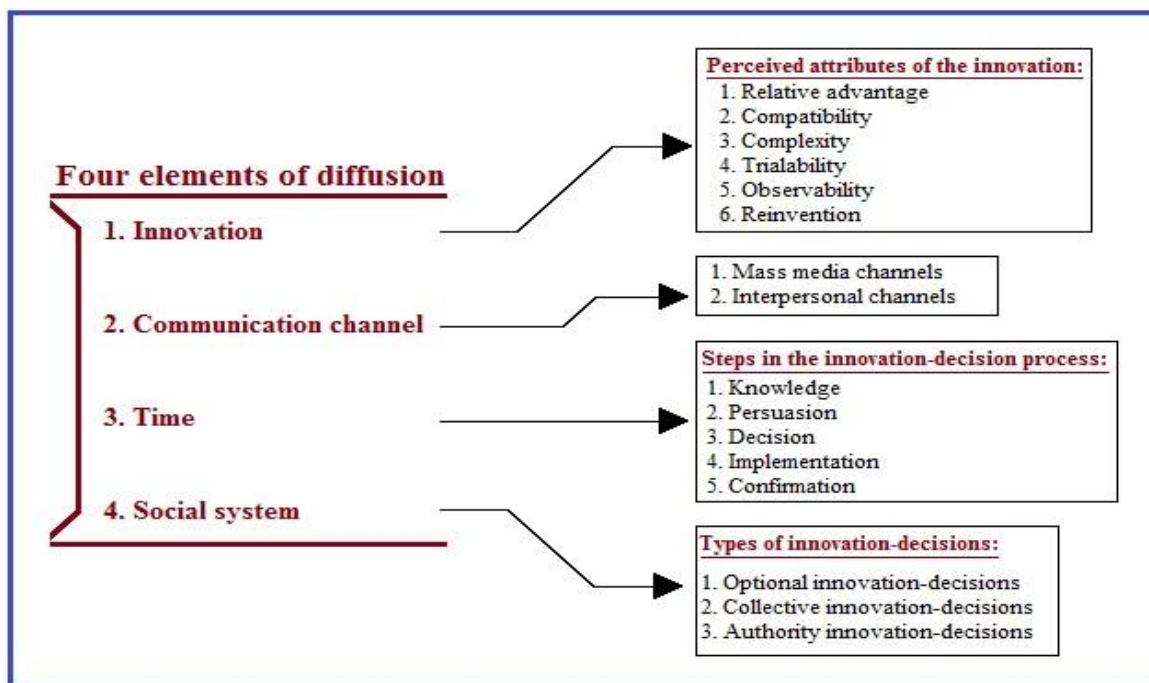 Four elements of diffusion
1. Innovation
2. Communication channel
3. Time
4. Social system
Perceived attributes of the innovation:
1. Relative advantage
2. Compatibility
3. Complexity
4. Trialability
5. Observability
6. Reinvention
1. Mass media channels
2. Interpersonal channels
Steps in the innovation-decision process:
1. Knowledge
2. Persuasion
3. Decision
4. Implementation
5. Confirmation
Types of innovation-decisions:
1. Optional innovation-decisions
2. Collective innovation-decisions
3. Authority innovation-decisions